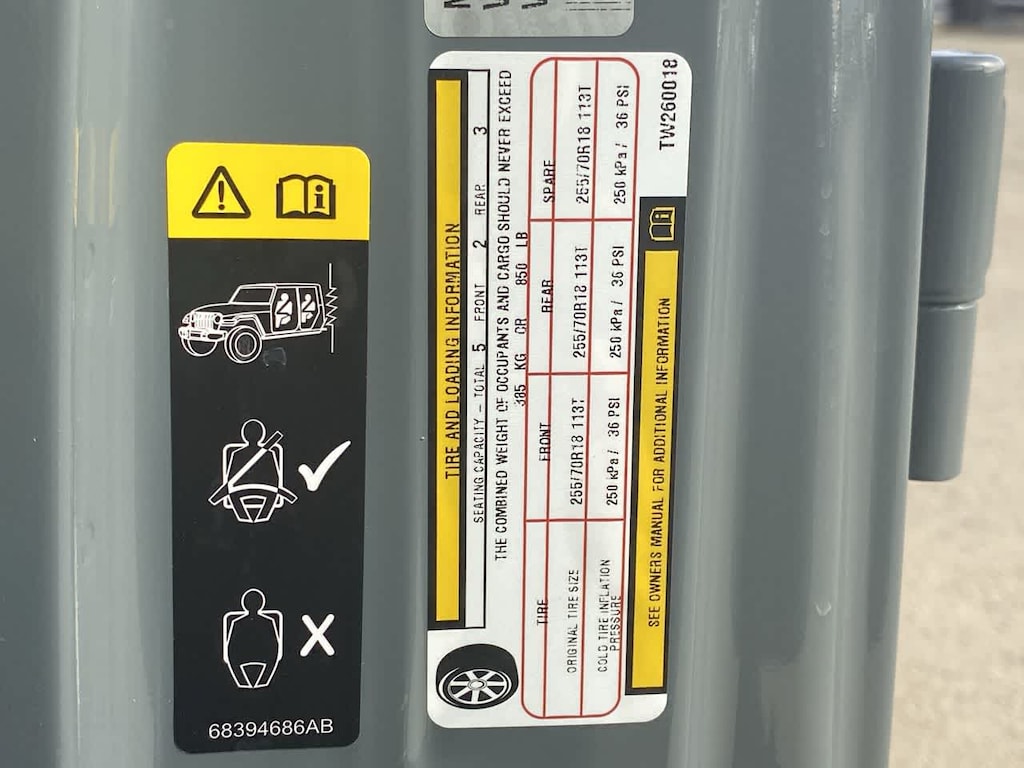 68394686AB
TIRE AND LOADING INFORMATION
SEATING CAPACITY – TOTAL 5 FRONT 2 REAR 3
THE COMBINED WEIGHT OF OCCUPANTS AND CARGO SHOULD NEVER EXCEED
385 KG OR 850 LB
TIRE FRONT REAR SPARE
ORIGINAL TIRE SIZE 255/70R18 113T 255/70R18 113T 255/70R18 113T
COLD TIRE INFLATION
PRESSURE 250 kPa / 36 PSI 250 kPa / 36 PSI 250 kPa / 36 PSI
SEE OWNERS MANUAL FOR ADDITIONAL INFORMATION
TW260018